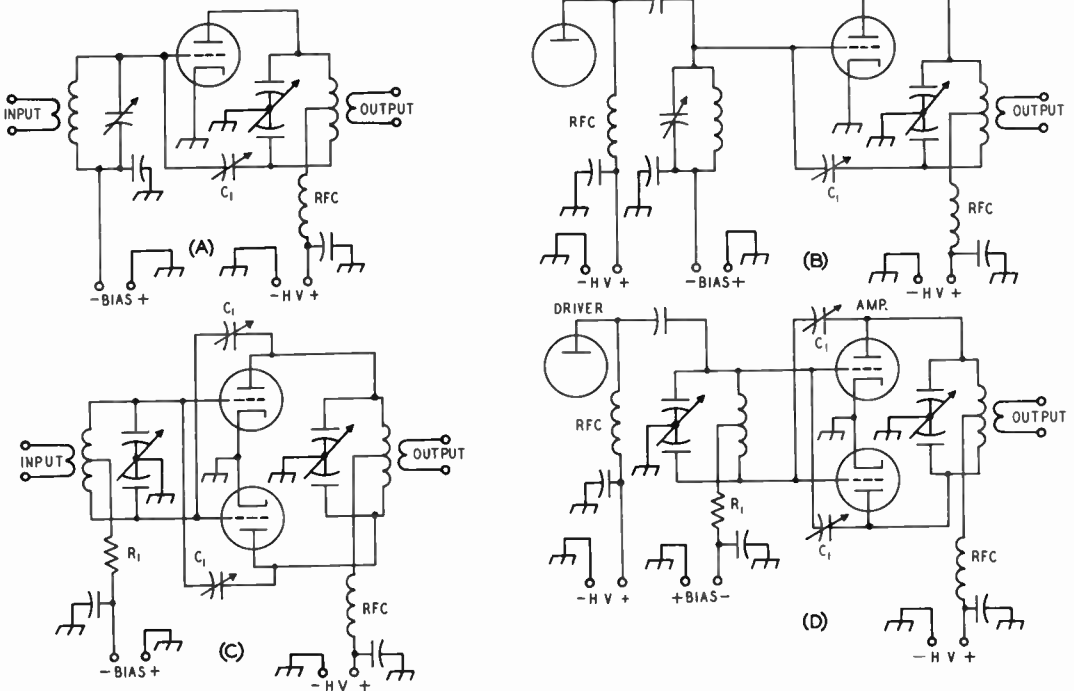 INPUT
OUTPUT
C1
RFC
(A)
-BIAS+
-HV+
RFC
OUTPUT
C1
RFC
(B)
-HV+
-BIAS+
-HV+
C1
INPUT
OUTPUT
R1
C1
RFC
(C)
-BIAS+
-HV+
DRIVER
AMP.
C1
RFC
OUTPUT
R1
C1
RFC
(D)
-HV+
+BIAS-
-HV+